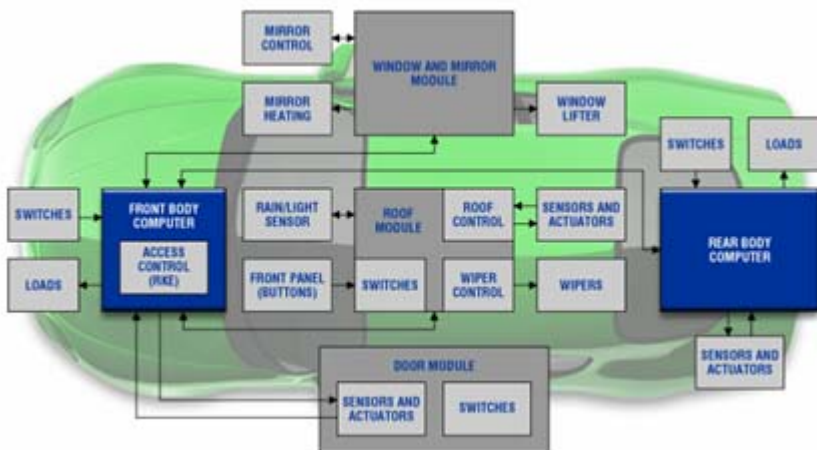 MIRROR
CONTROL
WINDOW AND MIRROR
MODULE
MIRROR
HEATING
WINDOW
LIFTER
SWITCHES
LOADS
SWITCHES
FRONT BODY
COMPUTER
ACCESS
CONTROL
(RKE)
LOADS
RAIN/LIGHT
SENSOR
ROOF
MODULE
ROOF
CONTROL
SENSORS AND
ACTUATORS
REAR BODY
COMPUTER
FRONT PANEL
(BUTTONS)
SWITCHES
WIPER
CONTROL
WIPERS
SENSORS AND
ACTUATORS
DOOR MODULE
SENSORS AND
ACTUATORS
SWITCHES